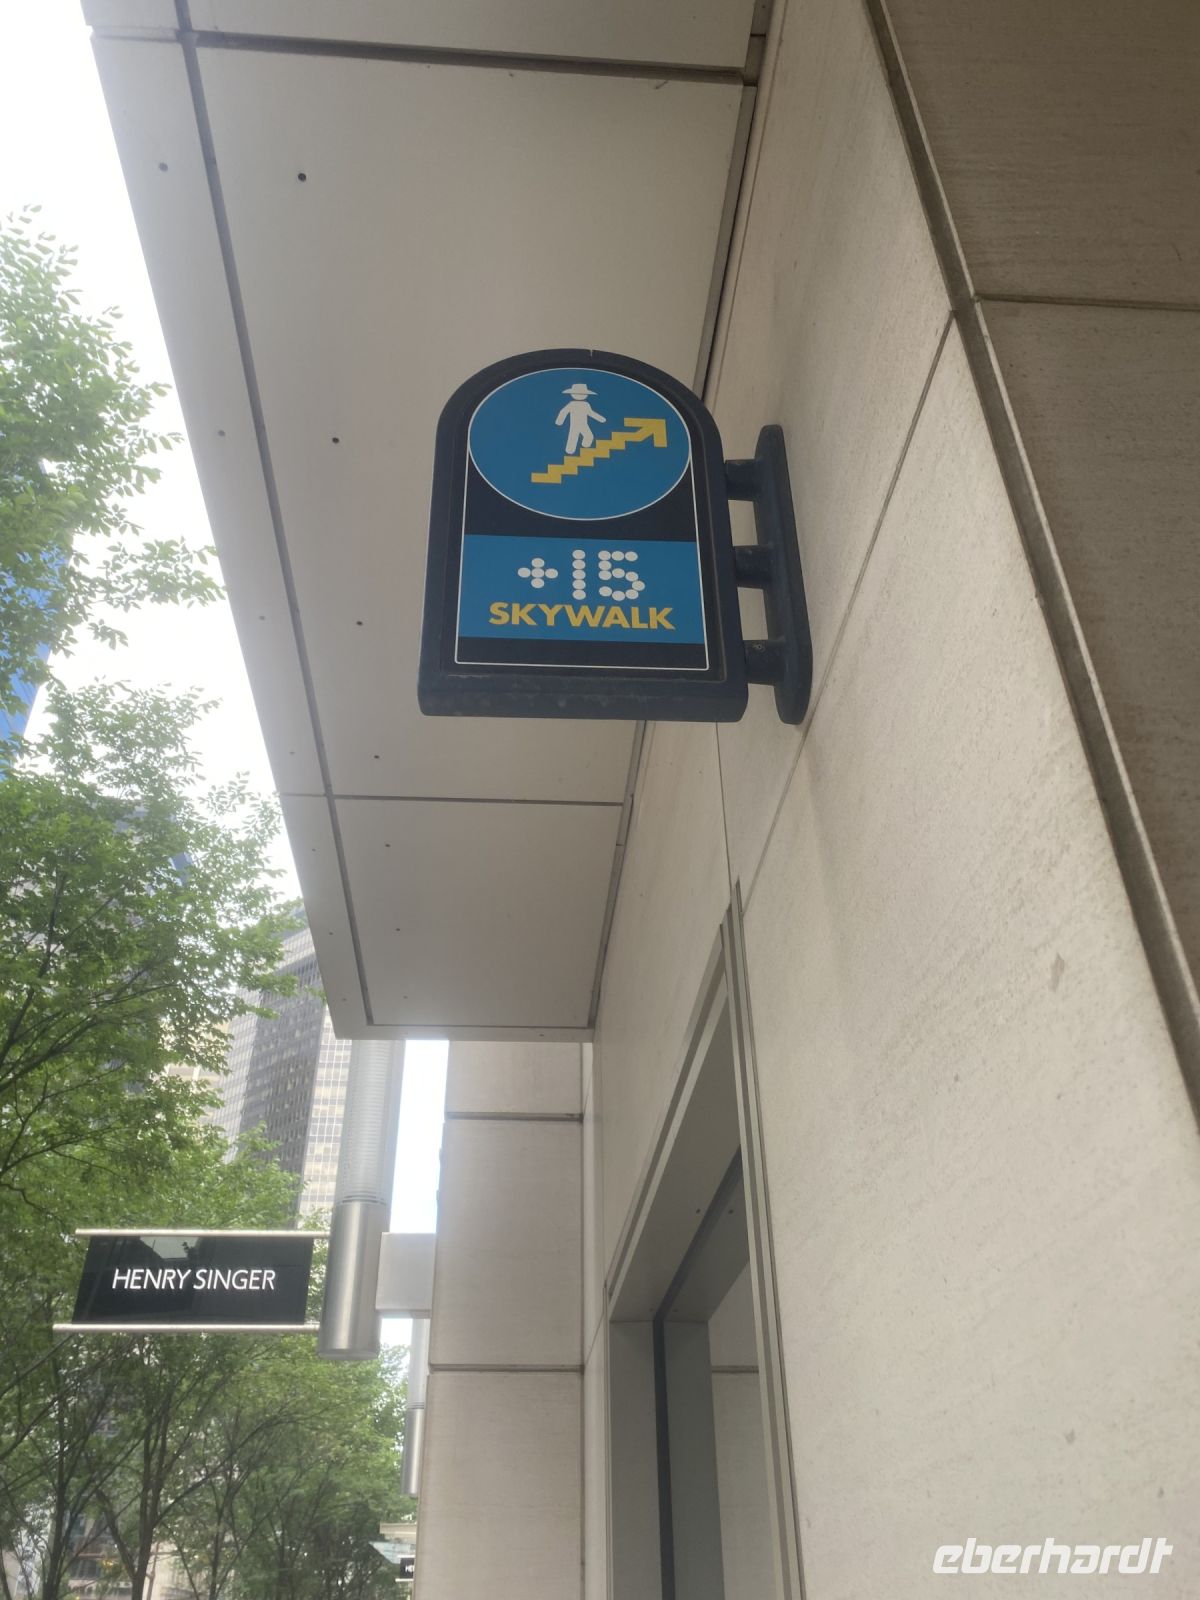 +15
SKYWALK
HENRY SINGER
eberhardt